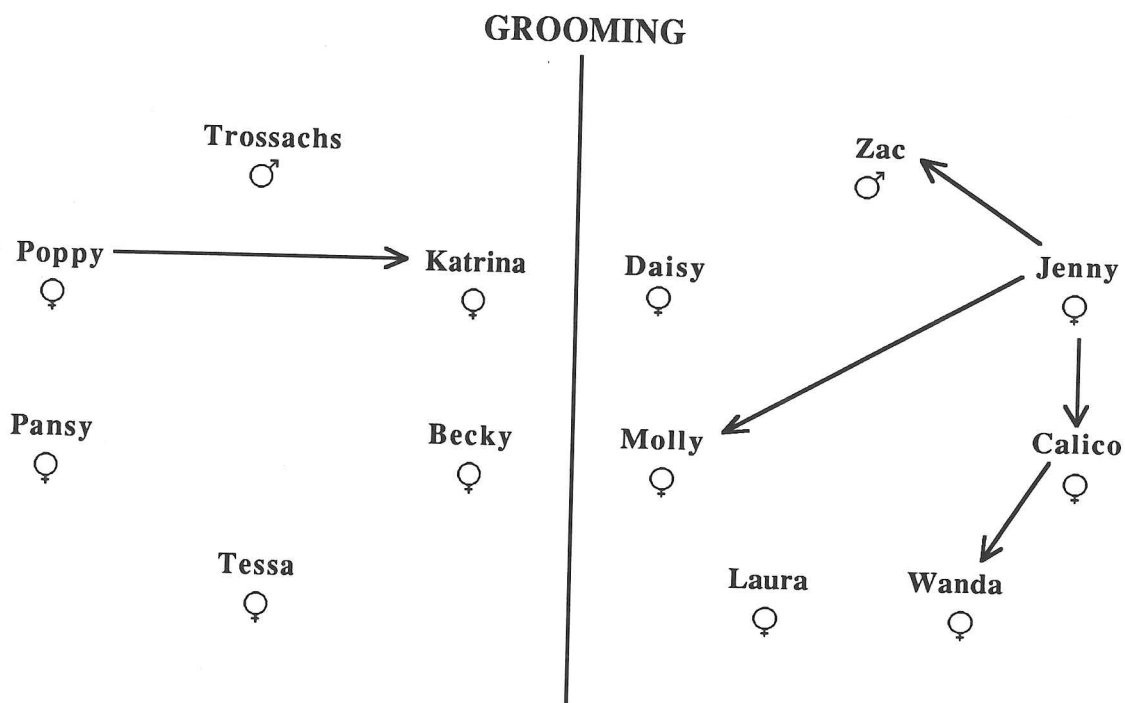 GROOMING
Trossachs
♂
Zac
♂
Poppy
♀
Katrina
♀
Daisy
♀
Jenny
♀
Pansy
♀
Becky
♀
Molly
♀
Calico
♀
Tessa
♀
Laura
♀
Wanda
♀